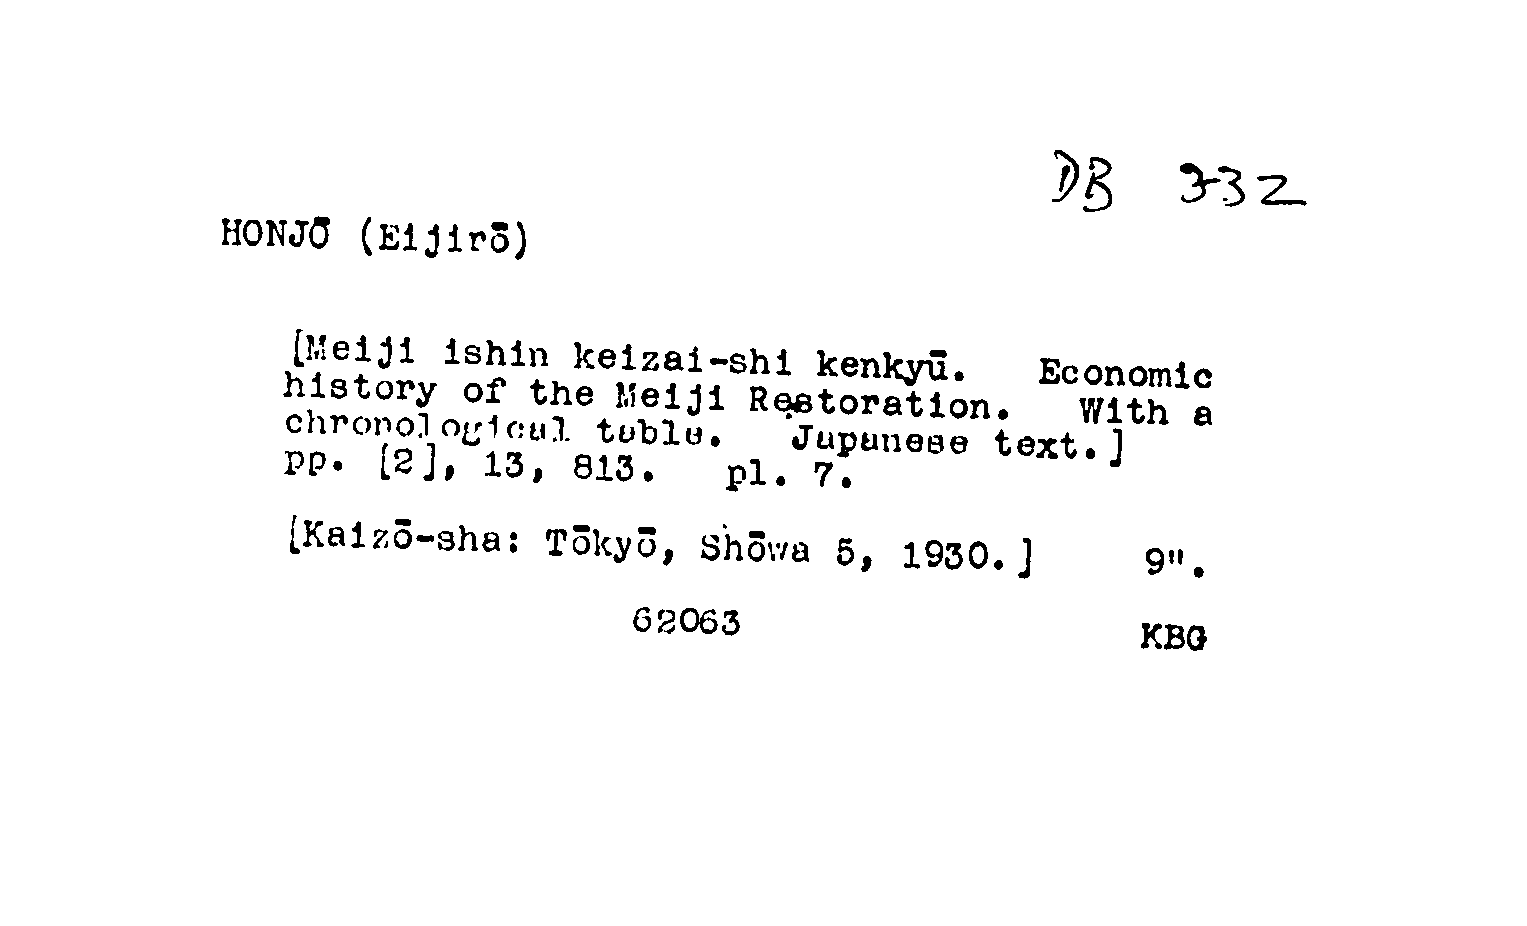 DB 332
HONJŌ (Eijirō)
[Meiji ishin keizai-shi kenkyū. Economic
history of the Meiji Restoration. With a
chronological table. Japanese text.]
pp. [2], 13, 813. pl. 7.
[Kaizō-sha: Tōkyō, Shōwa 5, 1930.] 9".
62063 KBG